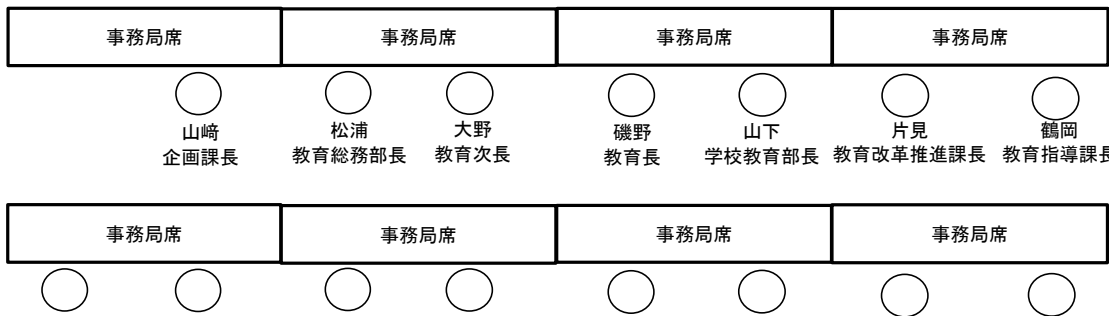 事務局席 事務局席 事務局席 事務局席
山﨑 松浦 大野 磯野 山下 片見 鶴岡
企画課長 教育総務部長 教育次長 教育長 学校教育部長 教育改革推進課長 教育指導課長
事務局席 事務局席 事務局席 事務局席